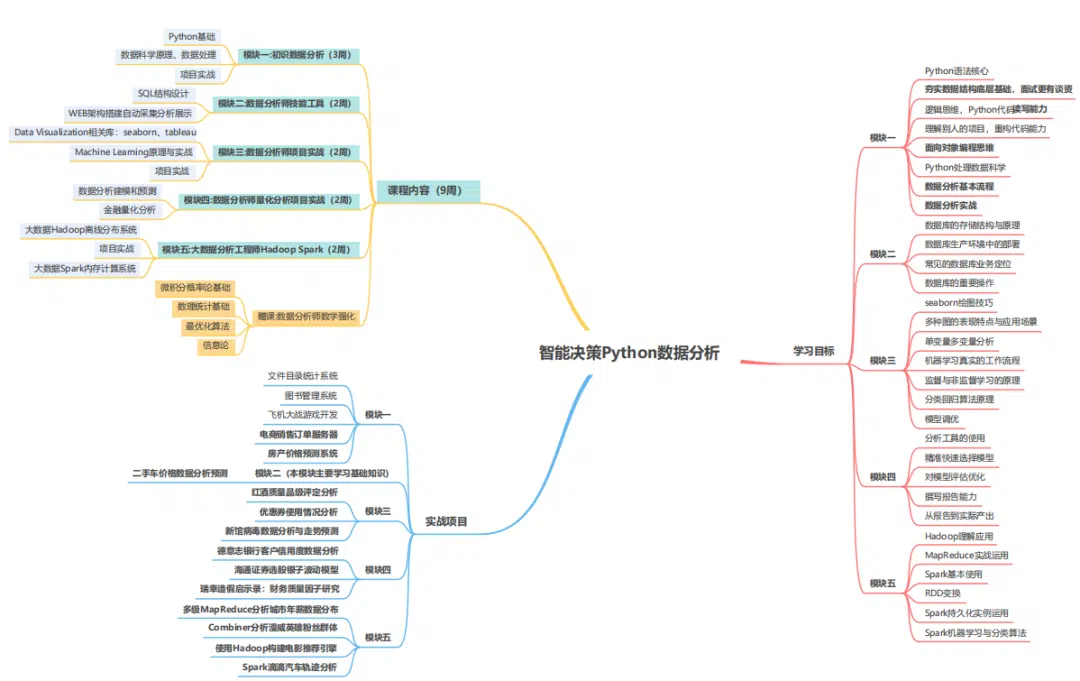 智能决策Python数据分析
课程内容（9周）
模块一:初识数据分析（3周）
Python基础
数据科学原理、数据处理
项目实战
模块二:数据分析师技能工具（2周）
SQL结构设计
WEB架构搭建自动采集分析展示
模块三:数据分析师项目实战（2周）
Data Visualization相关库：seaborn、tableau
Machine Learning原理与实战
项目实战
模块四:数据分析师量化分析项目实战（2周）
数据分析建模和预测
金融量化分析
模块五:大数据分析工程师Hadoop Spark（2周）
大数据Hadoop离线分布系统
项目实战
大数据Spark内存计算系统
赠课:数据分析师数学强化
微积分概率论基础
数理统计基础
最优化算法
信息论
实战项目
模块一
文件目录统计系统
图书管理系统
飞机大战游戏开发
电商销售订单服务器
房产价格预测系统
模块二（本模块主要学习基础知识）
二手车价格数据分析预测
模块三
红酒质量品级评定分析
优惠券使用情况分析
新馆病毒数据分析与走势预测
模块四
德意志银行客户信用度数据分析
海通证券选股银子波动模型
瑞幸造假启示录：财务质量因子研究
模块五
多级MapReduce分析城市年薪数据分布
Combiner分析漫威英雄粉丝群体
使用Hadoop构建电影推荐引擎
Spark滴滴汽车轨迹分析
学习目标
模块一
Python语法核心
夯实数据结构底层基础，面试更有谈资
逻辑思维，Python代码读写能力
理解别人的项目，重构代码能力
面向对象编程思维
Python处理数据科学
数据分析基本流程
数据分析实战
模块二
数据库的存储结构与原理
数据库生产环境中的部署
常见的数据库业务定位
数据库的重要操作
模块三
seaborn绘图技巧
多种图的表现特点与应用场景
单变量多变量分析
机器学习真实的工作流程
监督与非监督学习的原理
分类回归算法原理
模型调优
模块四
分析工具的使用
精准快速选择模型
对模型评估优化
撰写报告能力
从报告到实际产出
模块五
Hadoop理解应用
MapReduce实战运用
Spark基本使用
RDD变换
Spark持久化实例运用
Spark机器学习与分类算法